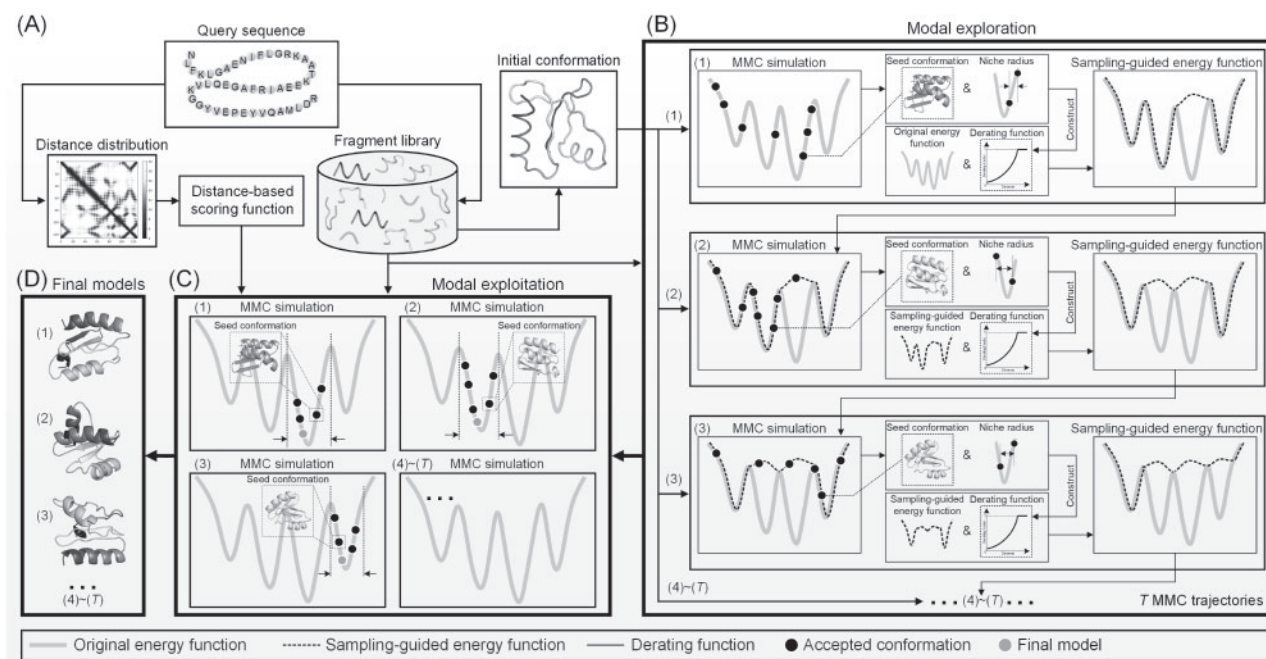 (A)
Query sequence
Initial conformation
Distance distribution
Fragment library
Distance-based
scoring function
(B)
Modal exploration
(1)
(1)
MMC simulation
Seed conformation
&
Niche radius
Original energy
function
&
Derating function
Construct
Sampling-guided energy function
(2)
(2)
MMC simulation
Seed conformation
&
Niche radius
Sampling-guided
energy function
&
Derating function
Construct
Sampling-guided energy function
(3)
(3)
MMC simulation
Seed conformation
&
Niche radius
Sampling-guided
energy function
&
Derating function
Construct
Sampling-guided energy function
(4)~(T)
(4)~(T)
T MMC trajectories
(C)
Modal exploitation
(1)
MMC simulation
Seed conformation
(2)
MMC simulation
Seed conformation
(3)
MMC simulation
Seed conformation
(4)~(T)
MMC simulation
(D)
Final models
(1)
(2)
(3)
(4)~(T)
Original energy function
Sampling-guided energy function
Derating function
Accepted conformation
Final model